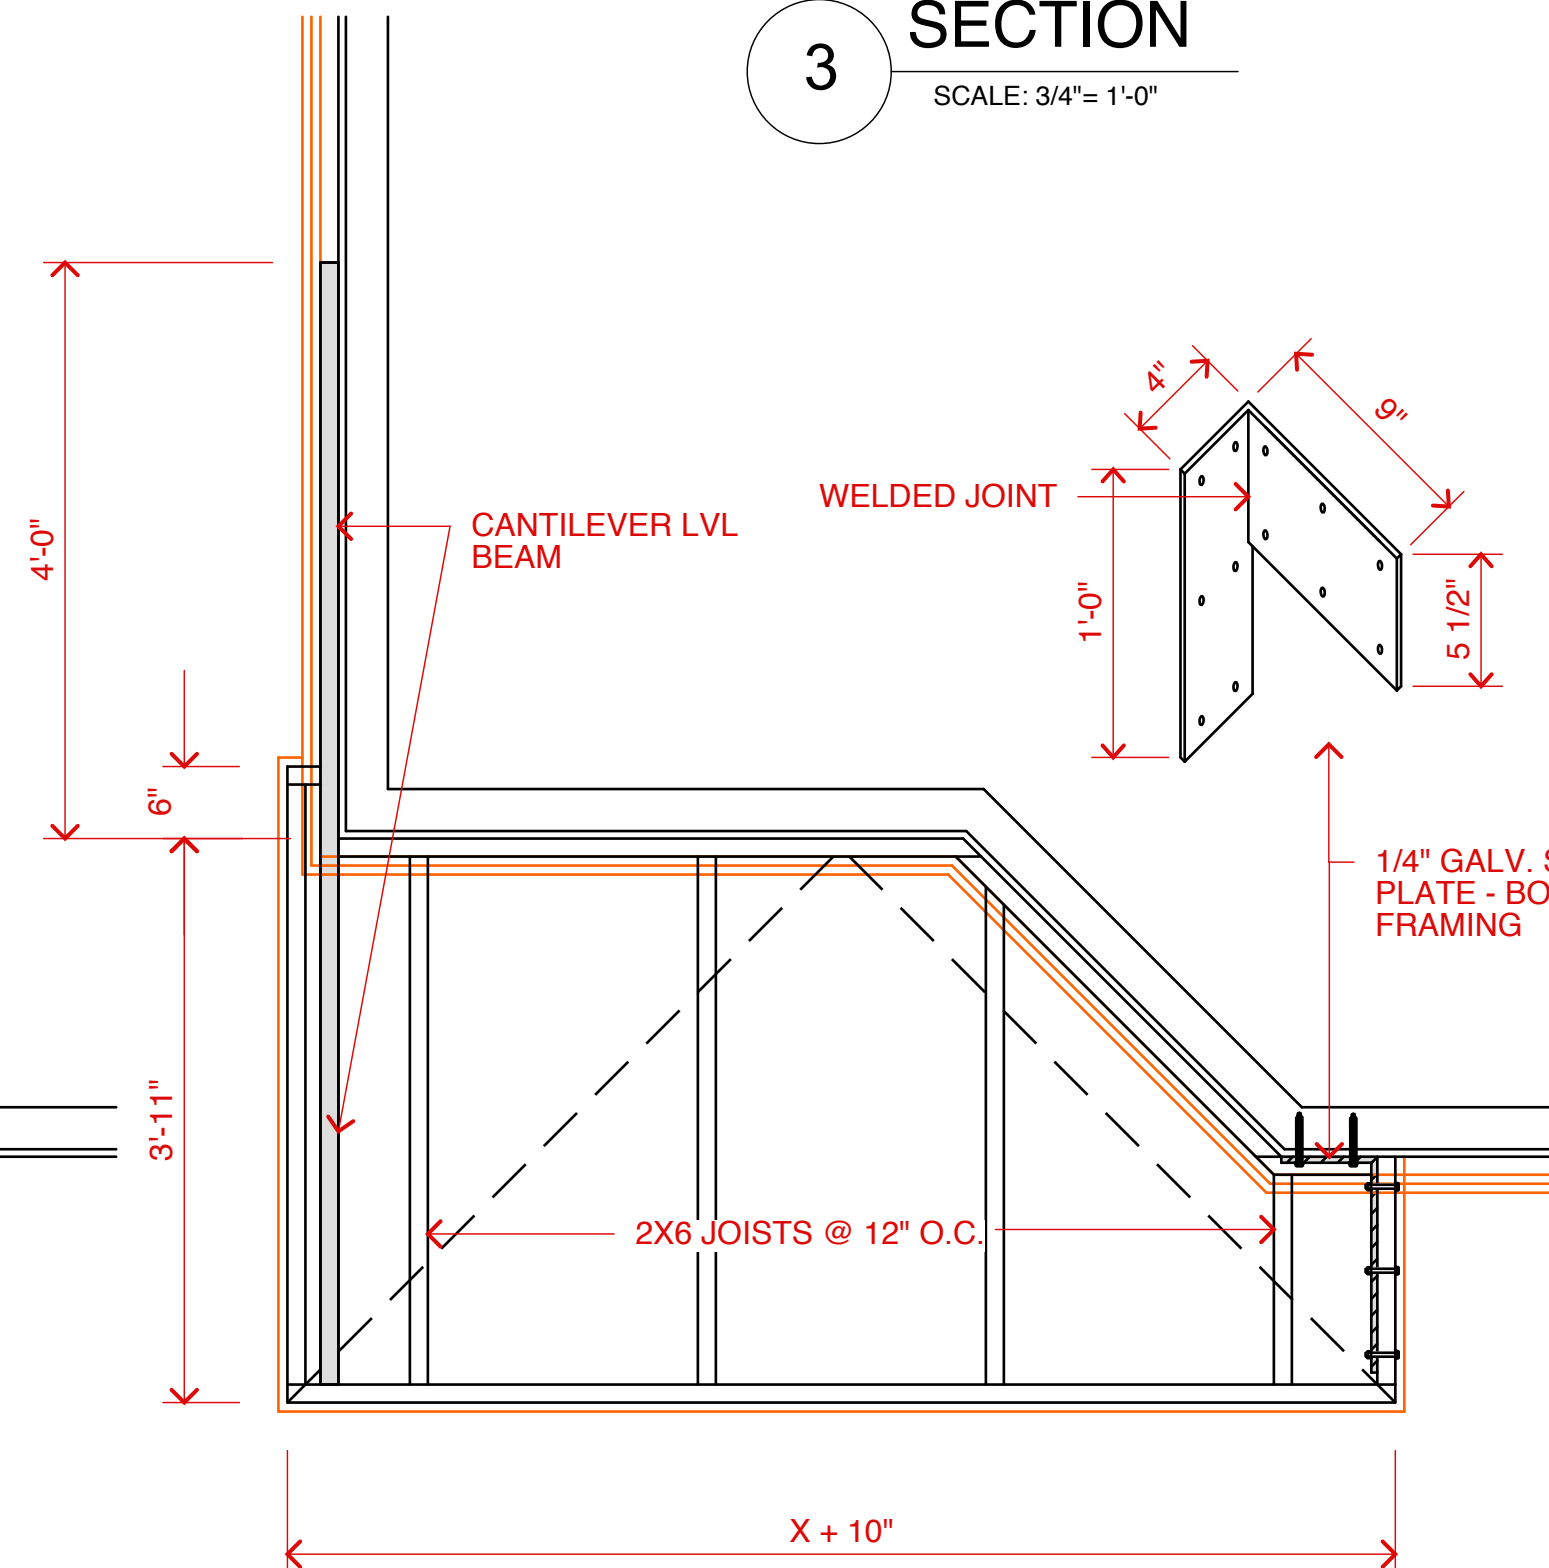 SECTION
3
SCALE: 3/4"= 1'-0"
4"
9"
WELDED JOINT
CANTILEVER LVL
BEAM
4'-0"
1'-0"
5 1/2"
6"
1/4" GALV.
PLATE -
FRAMING
3'-11"
2X6 JOISTS @ 12" O.C.
X + 10"